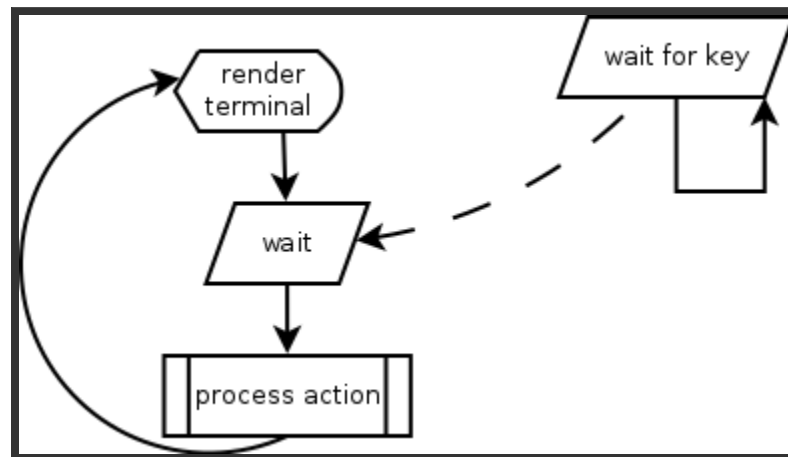 render
terminal
wait for key
wait
process action